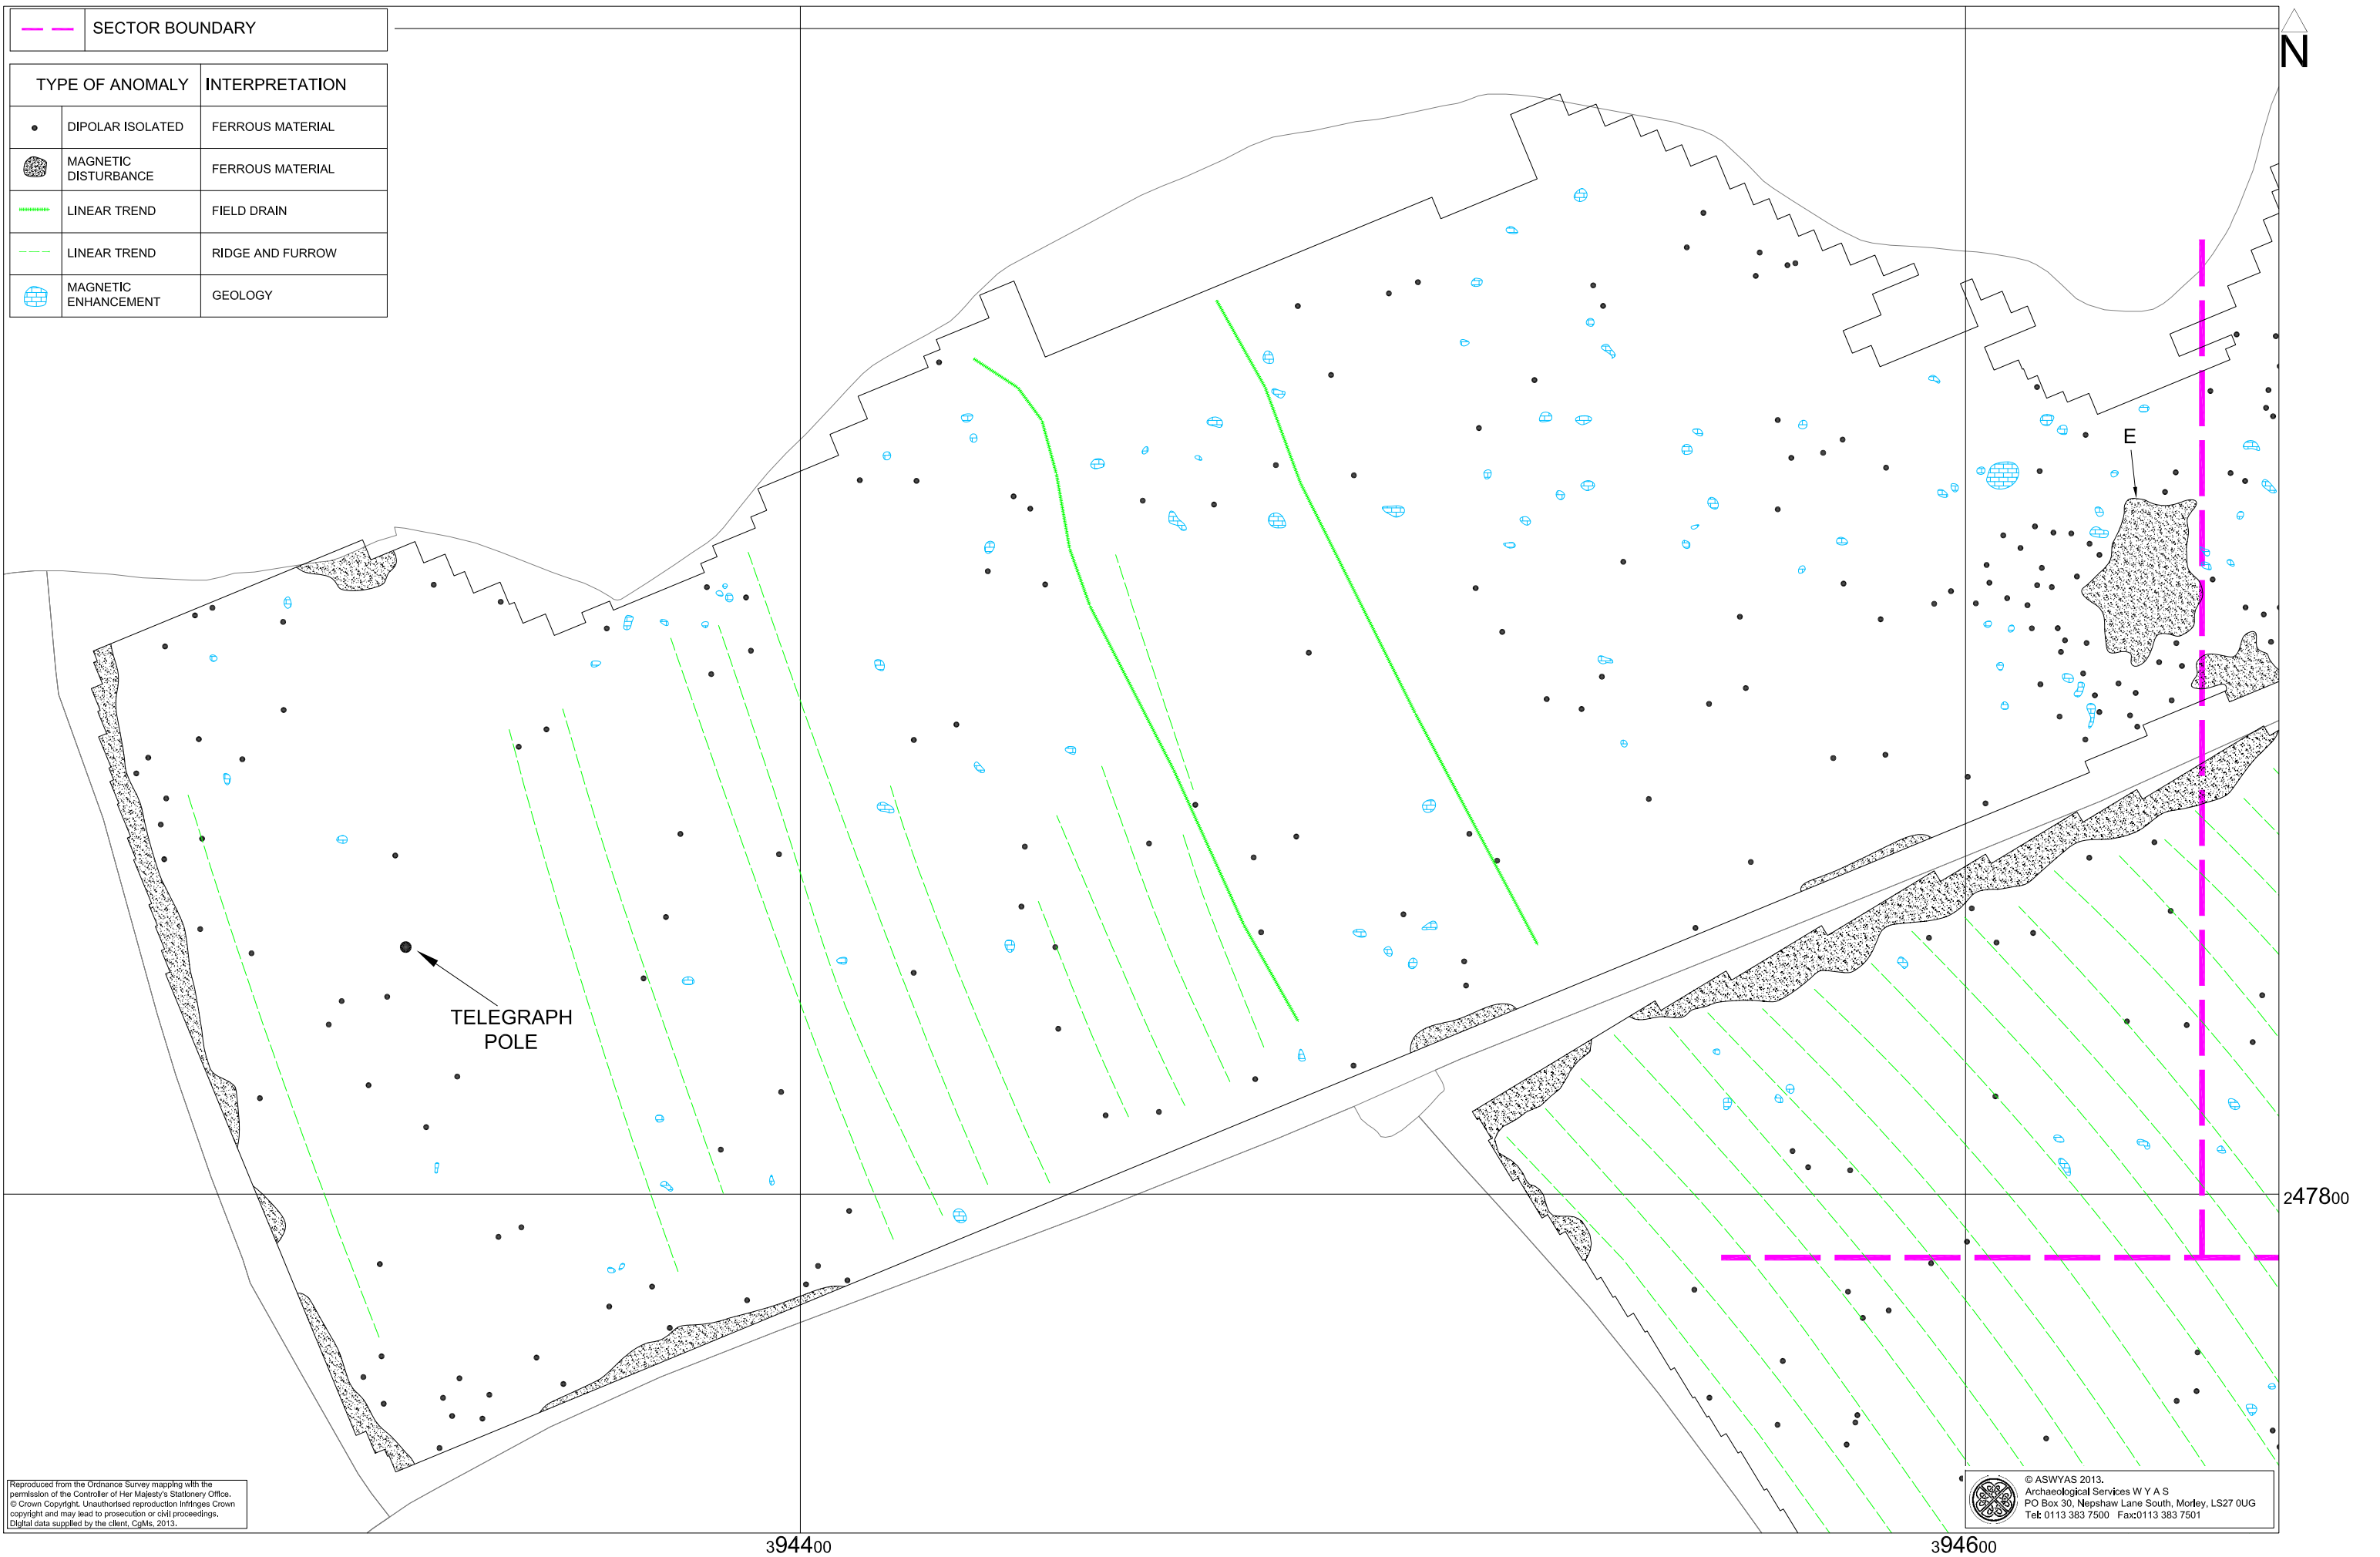 SECTOR BOUNDARY
N
TYPE OF ANOMALY INTERPRETATION
DIPOLAR ISOLATED FERROUS MATERIAL
MAGNETIC
DISTURBANCE
FERROUS MATERIAL
LINEAR TREND FIELD DRAIN
LINEAR TREND RIDGE AND FURROW
MAGNETIC
ENHANCEMENT
GEOLOGY
E
TELEGRAPH
POLE
247800
Reproduced from the Ordnance Survey mapping with the
permission of the Controller of Her Majesty's Stationery Office.
© Crown Copyright. Unauthorised reproduction infringes Crown
copyright and may lead to prosecution or civil proceedings.
Digital data supplied by the client, CgMs, 2013.
© ASWYAS 2013.
Archaeological Services W Y A S
PO Box 30, Nepshaw Lane South, Morley, LS27 0UG
Tel: 0113 383 7500 Fax:0113 383 7501
394400
394600